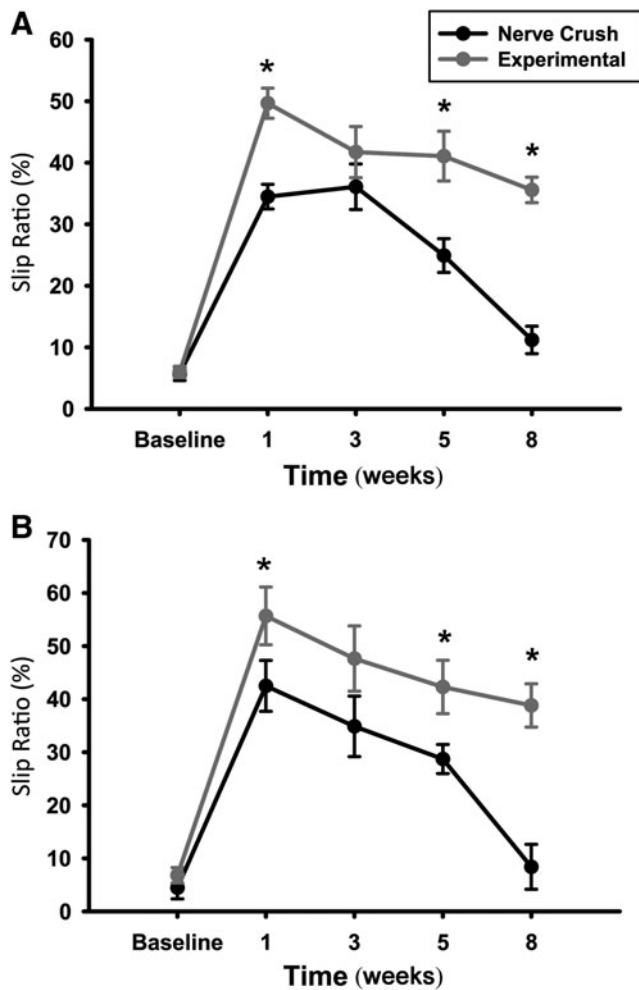 A
Nerve Crush
Experimental
60
50
40
30
20
10
0
Slip Ratio (%)
*
*
*
Baseline 1 3 5 8
Time (weeks)
B
70
60
50
40
30
20
10
0
Slip Ratio (%)
*
*
*
Baseline 1 3 5 8
Time (weeks)